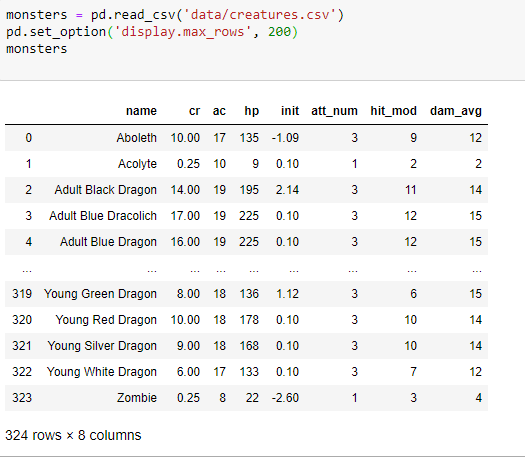 monsters = pd.read_csv('data/creatures.csv')
pd.set_option('display.max_rows', 200)
monsters
name cr ac hp init att_num hit_mod dam_avg
0 Aboleth 10.00 17 135 -1.09 3 9 12
1 Acolyte 0.25 10 9 0.10 1 2 2
2 Adult Black Dragon 14.00 19 195 2.14 3 11 14
3 Adult Blue Dracolich 17.00 19 225 0.10 3 12 15
4 Adult Blue Dragon 16.00 19 225 0.10 3 12 15
... ... ... ... ... ... ... ... ...
319 Young Green Dragon 8.00 18 136 1.12 3 6 15
320 Young Red Dragon 10.00 18 178 0.10 3 10 14
321 Young Silver Dragon 9.00 18 168 0.10 3 10 14
322 Young White Dragon 6.00 17 133 0.10 3 7 12
323 Zombie 0.25 8 22 -2.60 1 3 4
324 rows × 8 columns